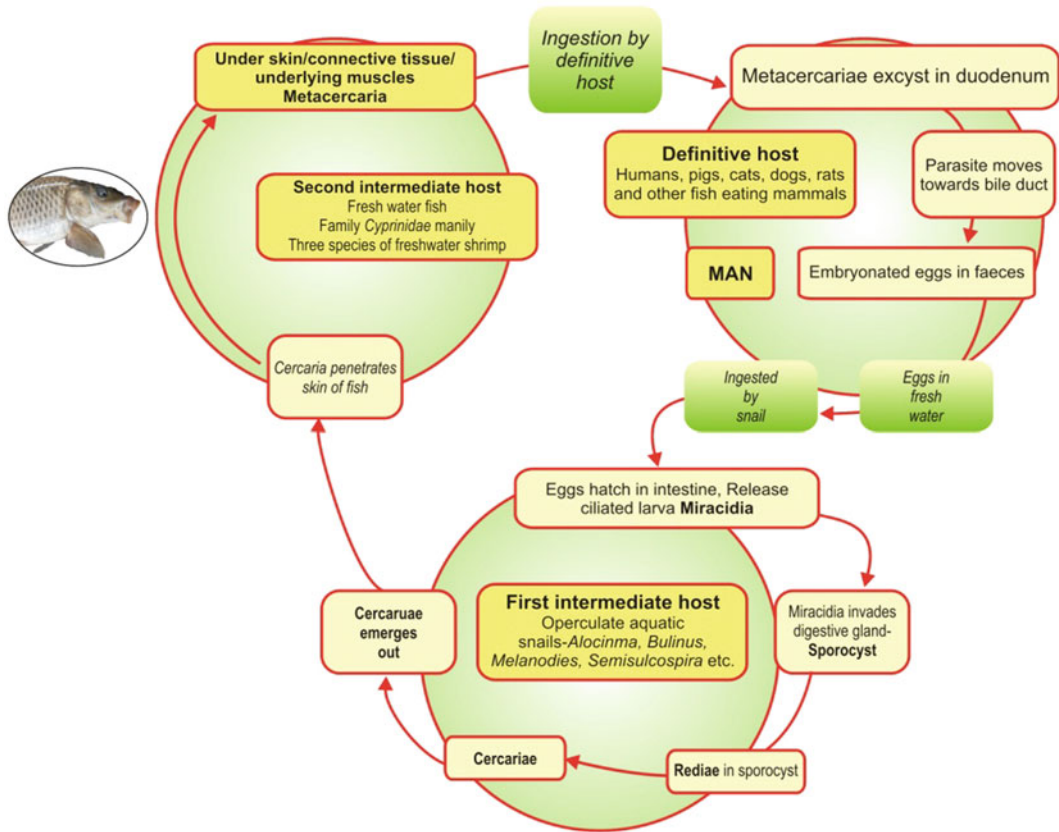 Under skin/connective tissue/
underlying muscles
Metacercaria
Ingestion by
definitive
host
Metacercariae excyst in duodenum
Second intermediate host
Fresh water fish
Family Cyprinidae manily
Three species of freshwater shrimp
Definitive host
Humans, pigs, cats, dogs, rats
and other fish eating mammals
Parasite moves
towards bile duct
MAN
Embryonated eggs in faeces
Cercaria penetrates
skin of fish
Ingested
by
snail
Eggs in
fresh
water
Eggs hatch in intestine, Release
ciliated larva Miracidia
First intermediate host
Operculate aquatic
snails-Alocinma, Bulinus,
Melanodies, Semisulcospira etc.
Miracidia invades
digestive gland-
Sporocyst
Cercaruae
emerges
out
Cercariae
Rediae in sporocyst